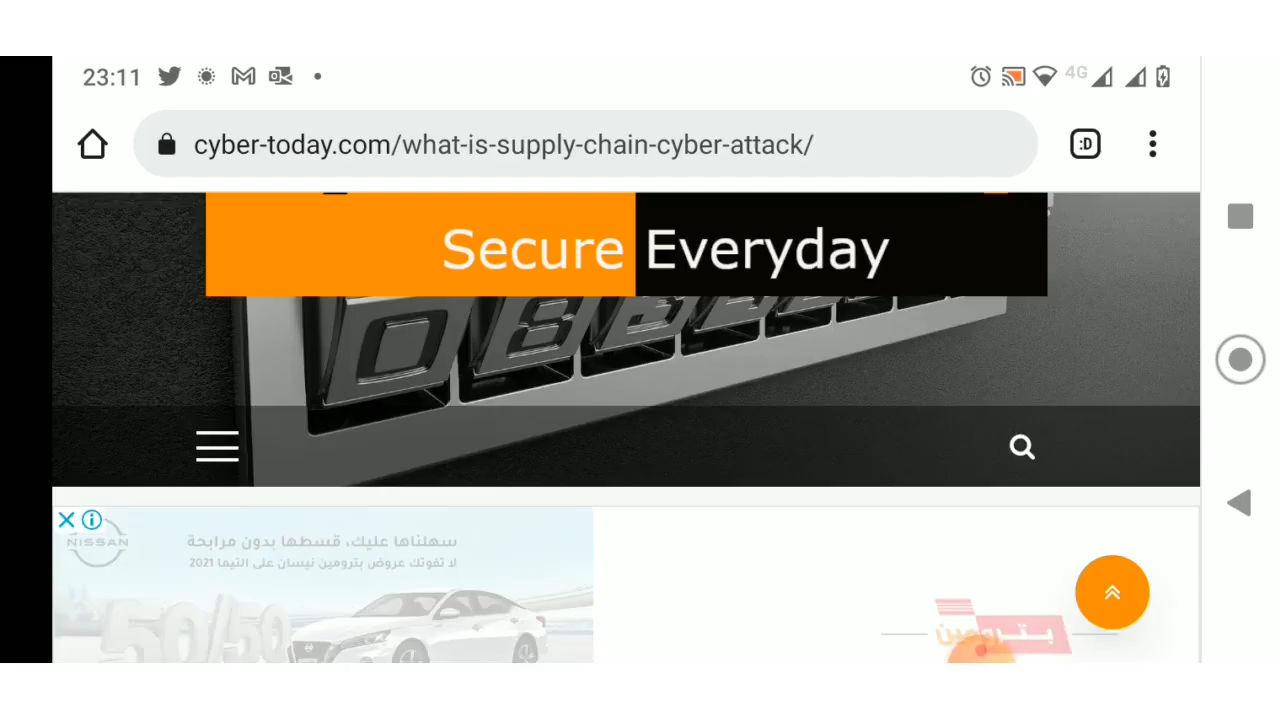 23:11
4G
cyber-today.com/what-is-supply-chain-cyber-attack/
:D
Secure Everyday
NISSAN
سهلناها عليك، قسطها بدون مرابحة
لا تفوتك عروض بترومين نيسان على التيما 2021
50/50
بترومين